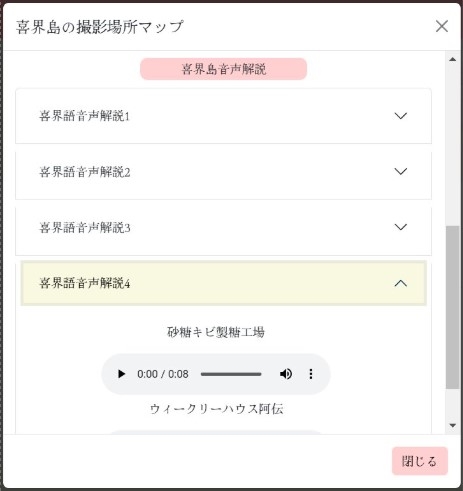 喜界島の撮影場所マップ
喜界島音声解説
喜界語音声解説1
喜界語音声解説2
喜界語音声解説3
喜界語音声解説4
砂糖キビ製糖工場
0:00 / 0:08
ウィークリーハウス阿伝
閉じる